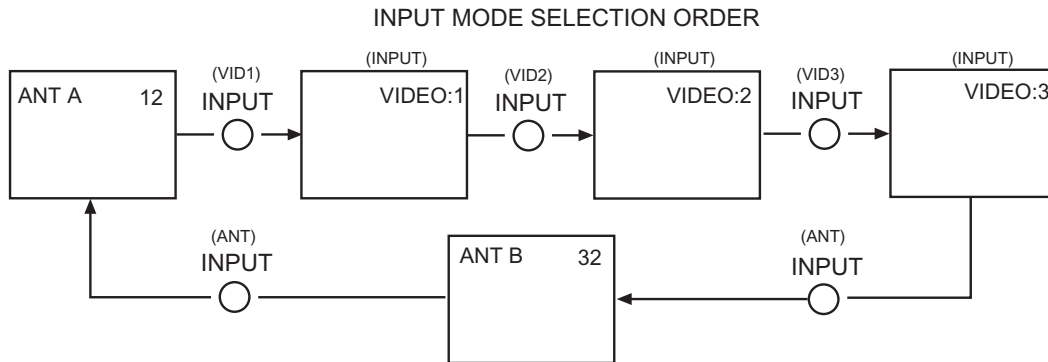 INPUT MODE SELECTION ORDER
(INPUT) (INPUT) (INPUT)
(VID1) (VID2) (VID3)
ANT A 12 INPUT VIDEO:1 INPUT VIDEO:2 INPUT VIDEO:3
(ANT) (ANT)
INPUT ANT B 32 INPUT